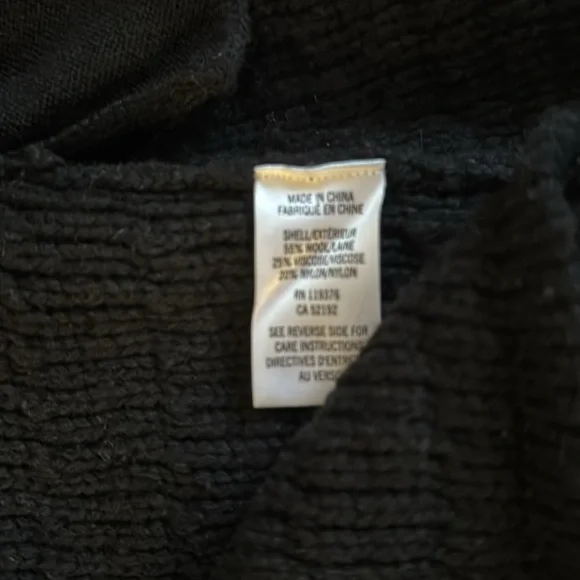 MADE IN CHINA
FABRIQUÉ EN CHINE
SHELL/EXTÉRIEUR
55% WOOL/LAINE
25% VISCOSE/VISCOSE
20% NYLON/NYLON
RN 119376
CA 52192
SEE REVERSE SIDE FOR
CARE INSTRUCTIONS
DIRECTIVES D'ENTRE
AU VERSO